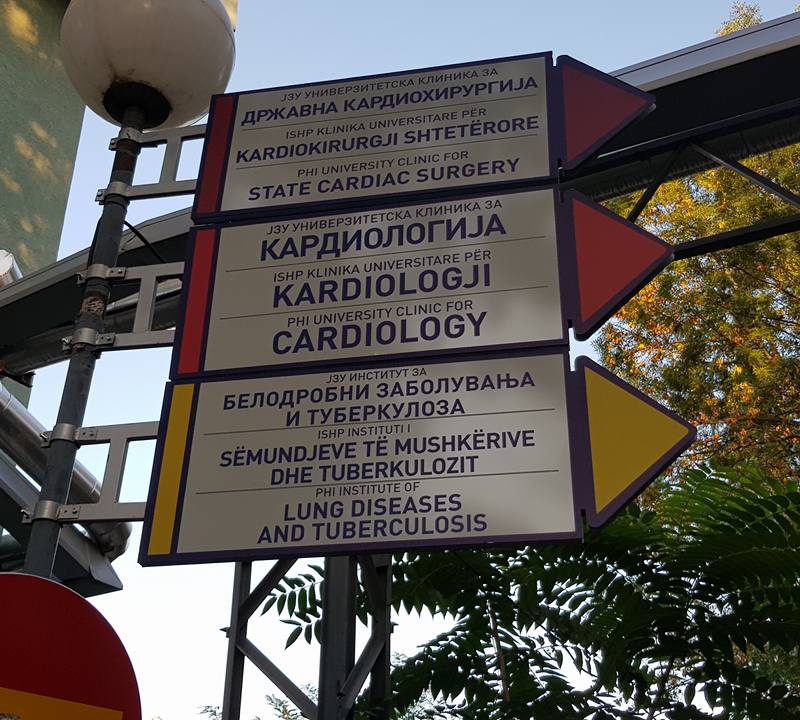 ЈЗУ УНИВЕРЗИТЕТСКА КЛИНИКА ЗА
ДРЖАВНА КАРДИОХИРУРГИЈА
ISHP KLINIKA UNIVERSITARE PËR
KARDIOKIRURGJI SHTETËRORE
PHI UNIVERSITY CLINIC FOR
STATE CARDIAC SURGERY
ЈЗУ УНИВЕРЗИТЕТСКА КЛИНИКА ЗА
КАРДИОЛОГИЈА
ISHP KLINIKA UNIVERSITARE PËR
KARDIOLOGJI
PHI UNIVERSITY CLINIC FOR
CARDIOLOGY
ЈЗУ ИНСТИТУТ ЗА
БЕЛОДРОБНИ ЗАБОЛУВАЊА
И ТУБЕРКУЛОЗА
ISHP INSTITUTI I
SËMUNDJEVE TË MUSHKËRIVE
DHE TUBERKULOZIT
PHI INSTITUTE OF
LUNG DISEASES
AND TUBERCULOSIS